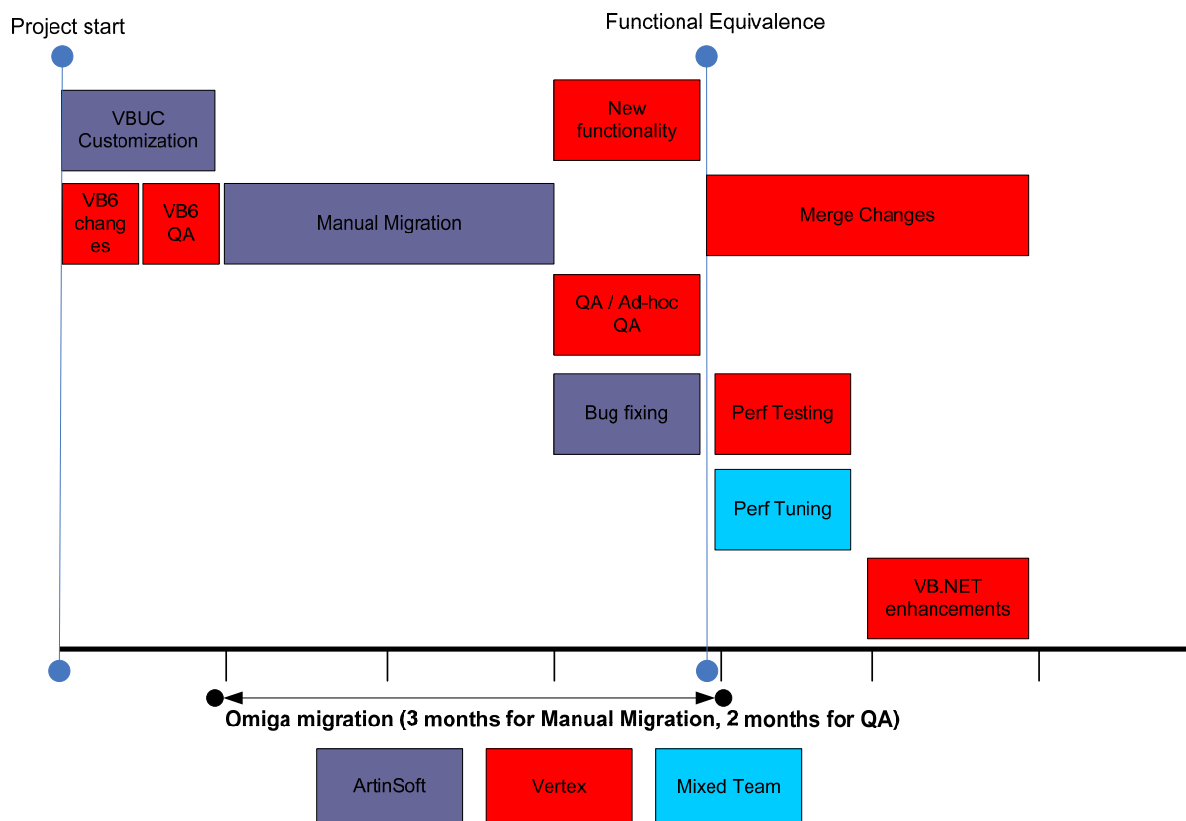 Project start
Functional Equivalence
VBUC
Customization
New
functionality
VB6
chang
es
VB6
QA
Manual Migration
Merge Changes
QA / Ad-hoc
QA
Bug fixing
Perf Testing
Perf Tuning
VB.NET
enhancements
Omiga migration (3 months for Manual Migration, 2 months for QA)
ArtinSoft
Vertex
Mixed Team